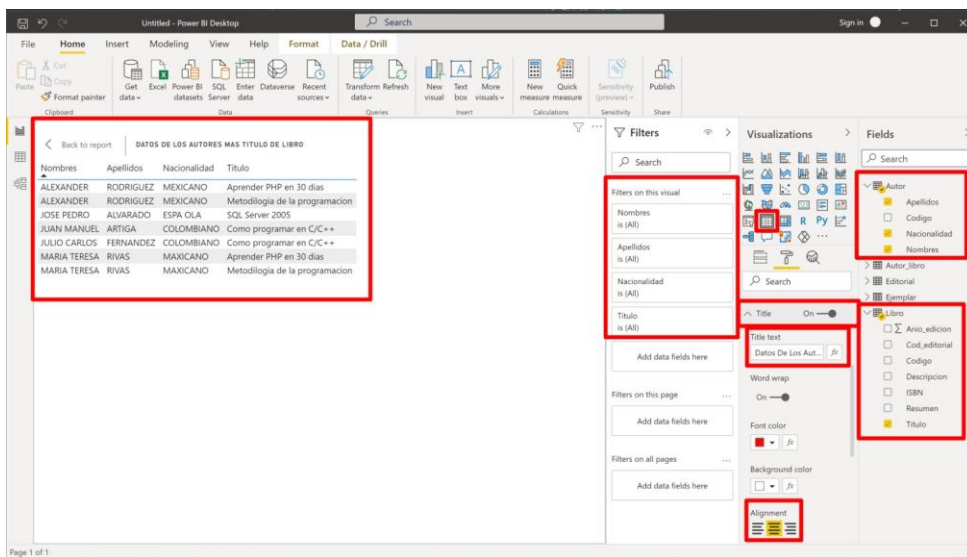 Untitled - Power BI Desktop
Search
Sign in
File Home Insert Modeling View Help Format Data / Drill
Paste
Cut
Copy
Format painter
Clipboard
Get data
Excel
Power BI datasets
SQL Server
Enter data
Dataverse
Recent sources
Data
Transform data
Refresh
Queries
New visual
Text box
More visuals
Insert
New measure
Quick measure
Calculations
Sensitivity (preview)
Sensitivity
Publish
Share
Back to report DATOS DE LOS AUTORES MAS TITULO DE LIBRO
Nombres Apellidos Nacionalidad Titulo
ALEXANDER RODRIGUEZ MEXICANO Aprender PHP en 30 dias
ALEXANDER RODRIGUEZ MEXICANO Metodilogia de la programacion
JOSE PEDRO ALVARADO ESPA OLA SQL Server 2005
JUAN MANUEL ARTIGA COLOMBIANO Como programar en C/C++
JULIO CARLOS FERNANDEZ COLOMBIANO Como programar en C/C++
MARIA TERESA RIVAS MAXICANO Aprender PHP en 30 dias
MARIA TERESA RIVAS MAXICANO Metodilogia de la programacion
Filters
Search
Filters on this visual
Nombres
is (All)
Apellidos
is (All)
Nacionalidad
is (All)
Titulo
is (All)
Add data fields here
Filters on this page
Add data fields here
Filters on all pages
Add data fields here
Visualizations
R Py
Search
Title On
Title text
Datos De Los Aut...
fx
Word wrap
On
Font color
fx
Background color
fx
Alignment
Fields
Search
Autor
Apellidos
Codigo
Nacionalidad
Nombres
Autor_libro
Editorial
Ejemplar
Libro
∑ Anio_edicion
Cod_editorial
Codigo
Descripcion
ISBN
Resumen
Titulo
Page 1 of 1